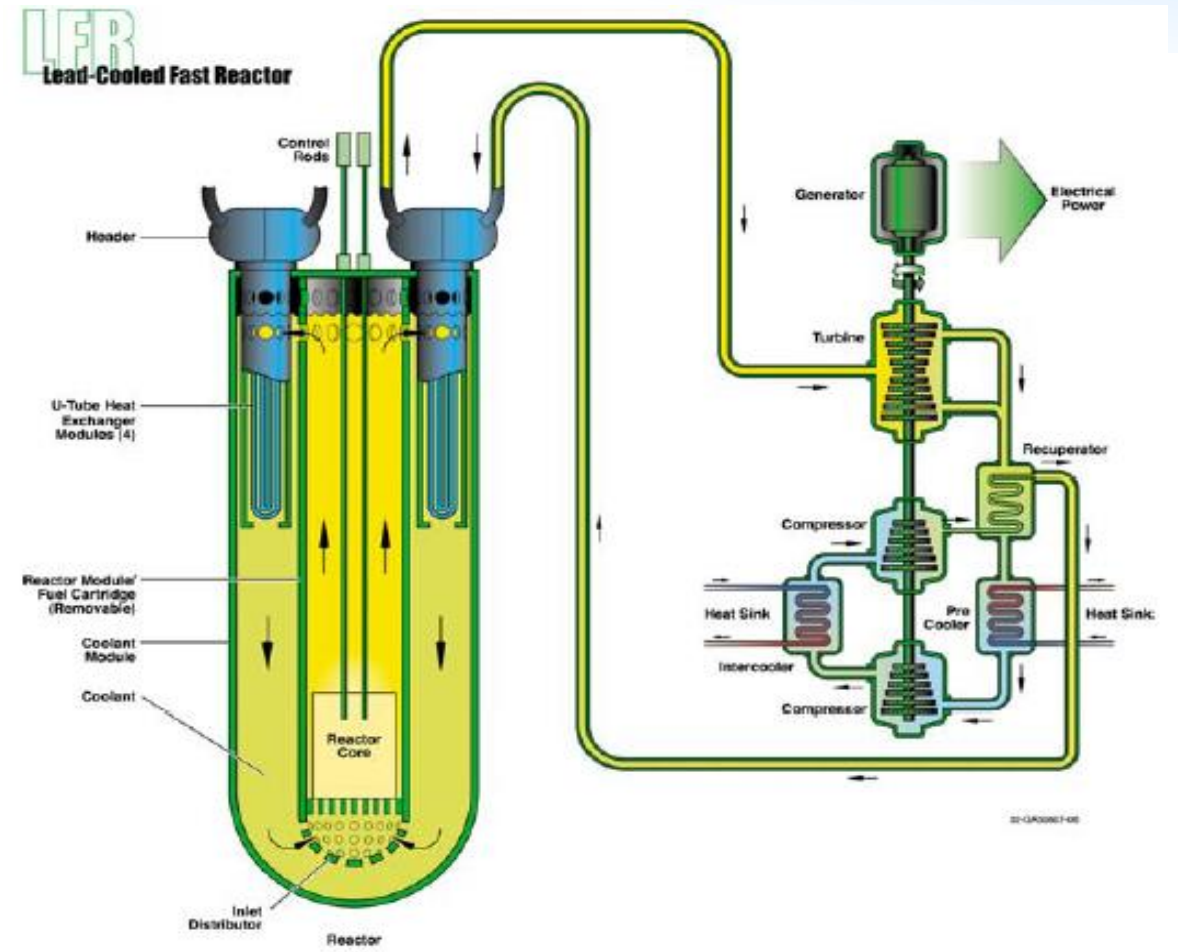 LFR
Lead-Cooled Fast Reactor
Control
Rods
Header
U-Tube Heat
Exchanger
Modules (4)
Reactor Module/
Fuel Cartridge
(Removable)
Coolant
Module
Coolant
Reactor
Core
Inlet
Distributor
Reactor
Generator
Electrical
Power
Turbine
Recuperator
Compressor
Heat Sink
Intercooler
Pre
Cooler
Heat Sink
Compressor